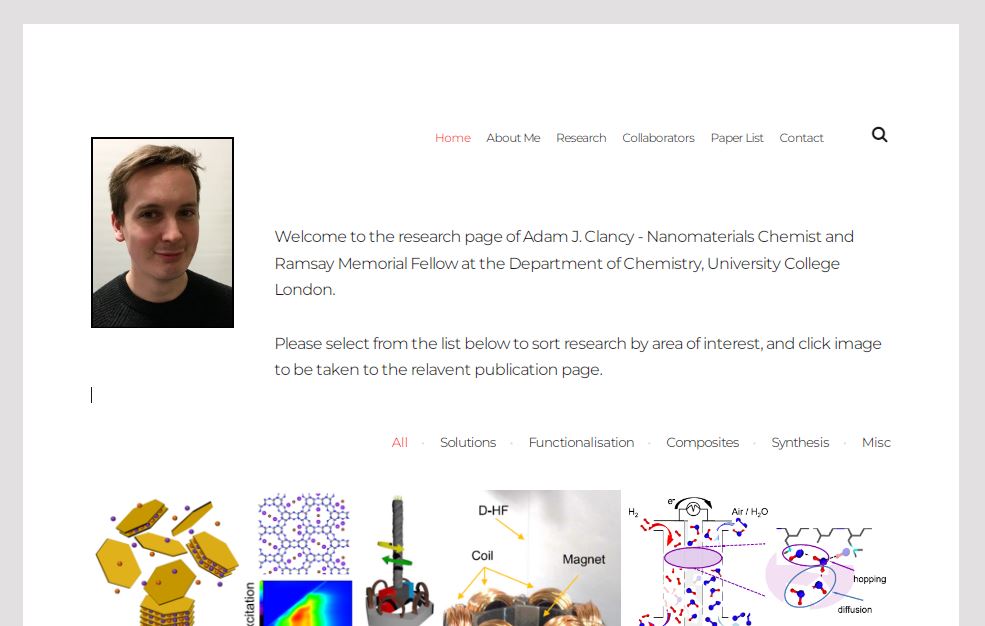 Home About Me Research Collaborators Paper List Contact
Welcome to the research page of Adam J. Clancy - Nanomaterials Chemist and
Ramsay Memorial Fellow at the Department of Chemistry, University College
London.
Please select from the list below to sort research by area of interest, and click image
to be taken to the relavent publication page.
All · Solutions · Functionalisation · Composites · Synthesis · Misc
D-HF
Coil
Magnet
e-
H2
Air / H2O
hopping
diffusion